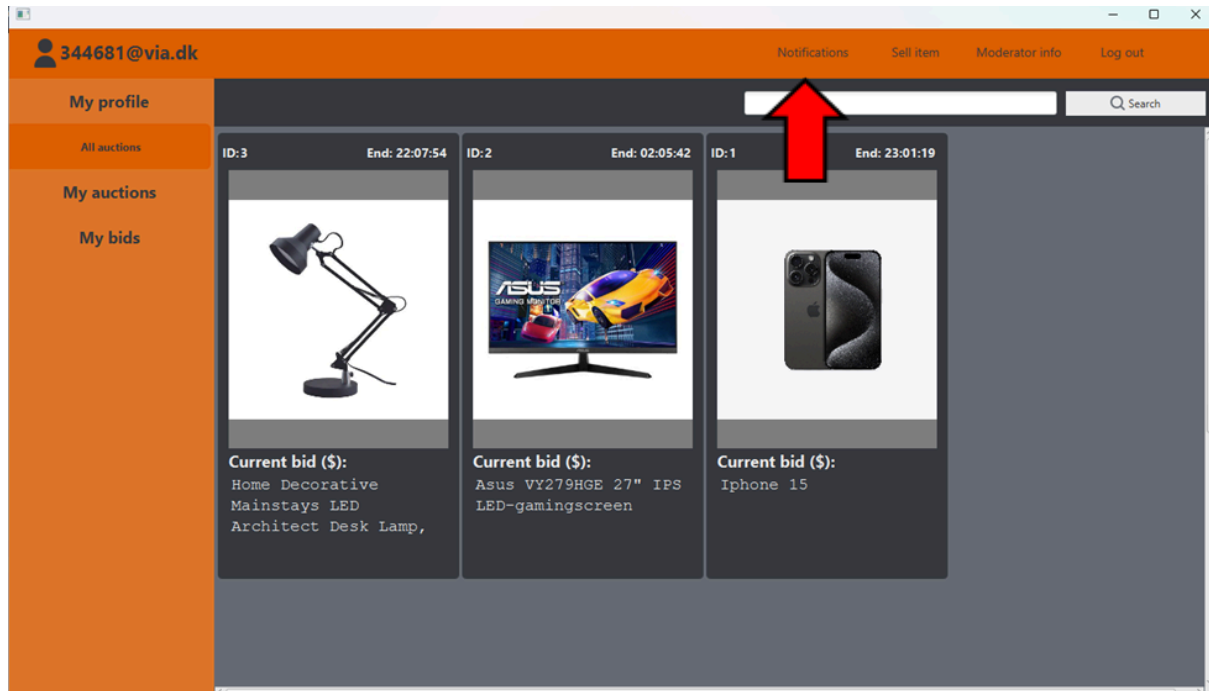 344681@via.dk
Notifications
Sell item
Moderator info
Log out
My profile
All auctions
My auctions
My bids
Search
ID:3
End: 22:07:54
ID:2
End: 02:05:42
ID:1
End: 23:01:19
ASUS
GAMING MONITOR
Current bid ($):
Home Decorative
Mainstays LED
Architect Desk Lamp,
Current bid ($):
Asus VY279HGE 27" IPS
LED-gamingscreen
Current bid ($):
Iphone 15